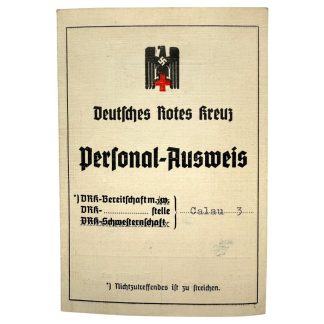 Deutsches Rotes Kreuz
Personal-Ausweis
*) DRK-Bereitschaft m./w.
DRK-.................... stelle
DRK-Schwesternschaft
Calau 3
*) Nichtzutreffendes ist zu streichen.